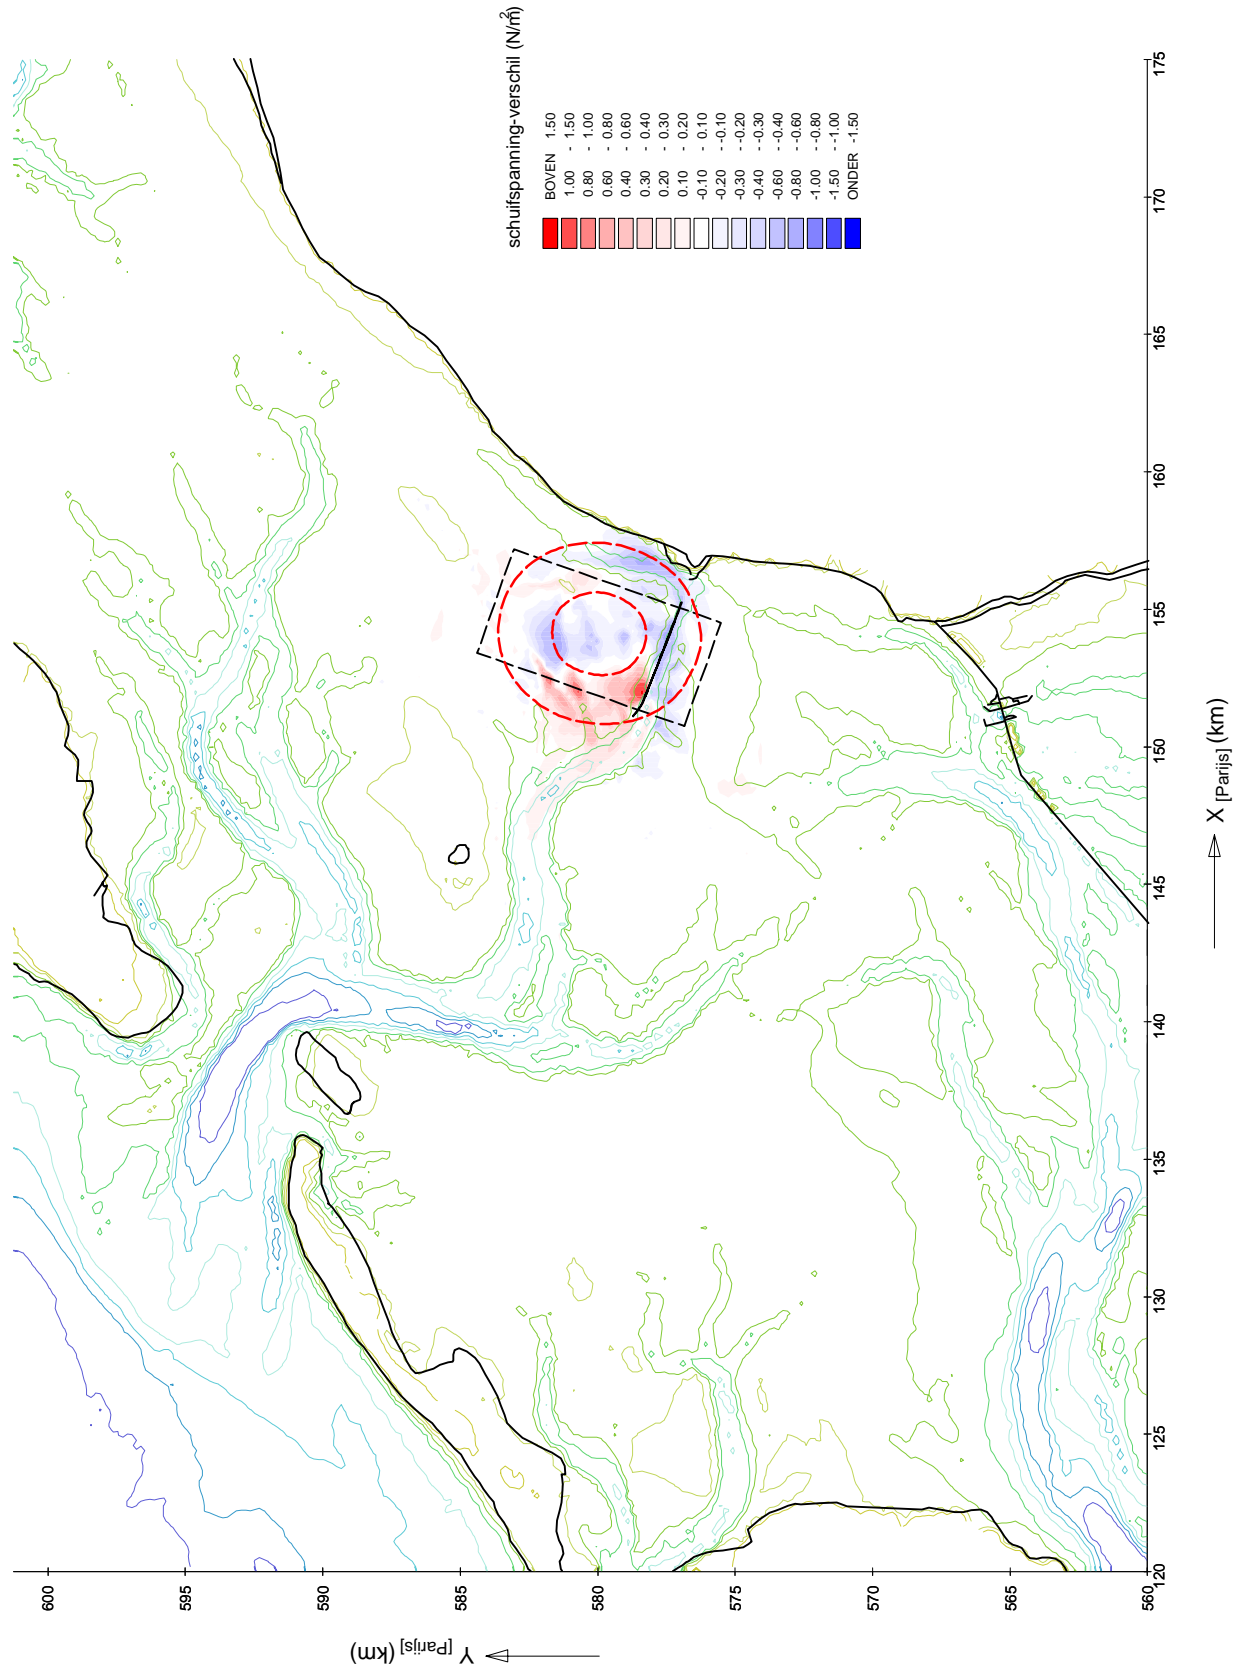 schuifspanning-verschil (N/m2)
BOVEN 1.50
1.00 - 1.50
0.80 - 1.00
0.60 - 0.80
0.40 - 0.60
0.30 - 0.40
0.20 - 0.30
0.10 - 0.20
-0.10 - 0.10
-0.20 - -0.10
-0.30 - -0.20
-0.40 - -0.30
-0.60 - -0.40
-0.80 - -0.60
-1.00 - -0.80
-1.50 - -1.00
ONDER -1.50
600
595
590
585
580
575
570
565
560
Y [Parijs] (km)
120
125
130
135
140
145
150
155
160
165
170
175
X [Parijs] (km)